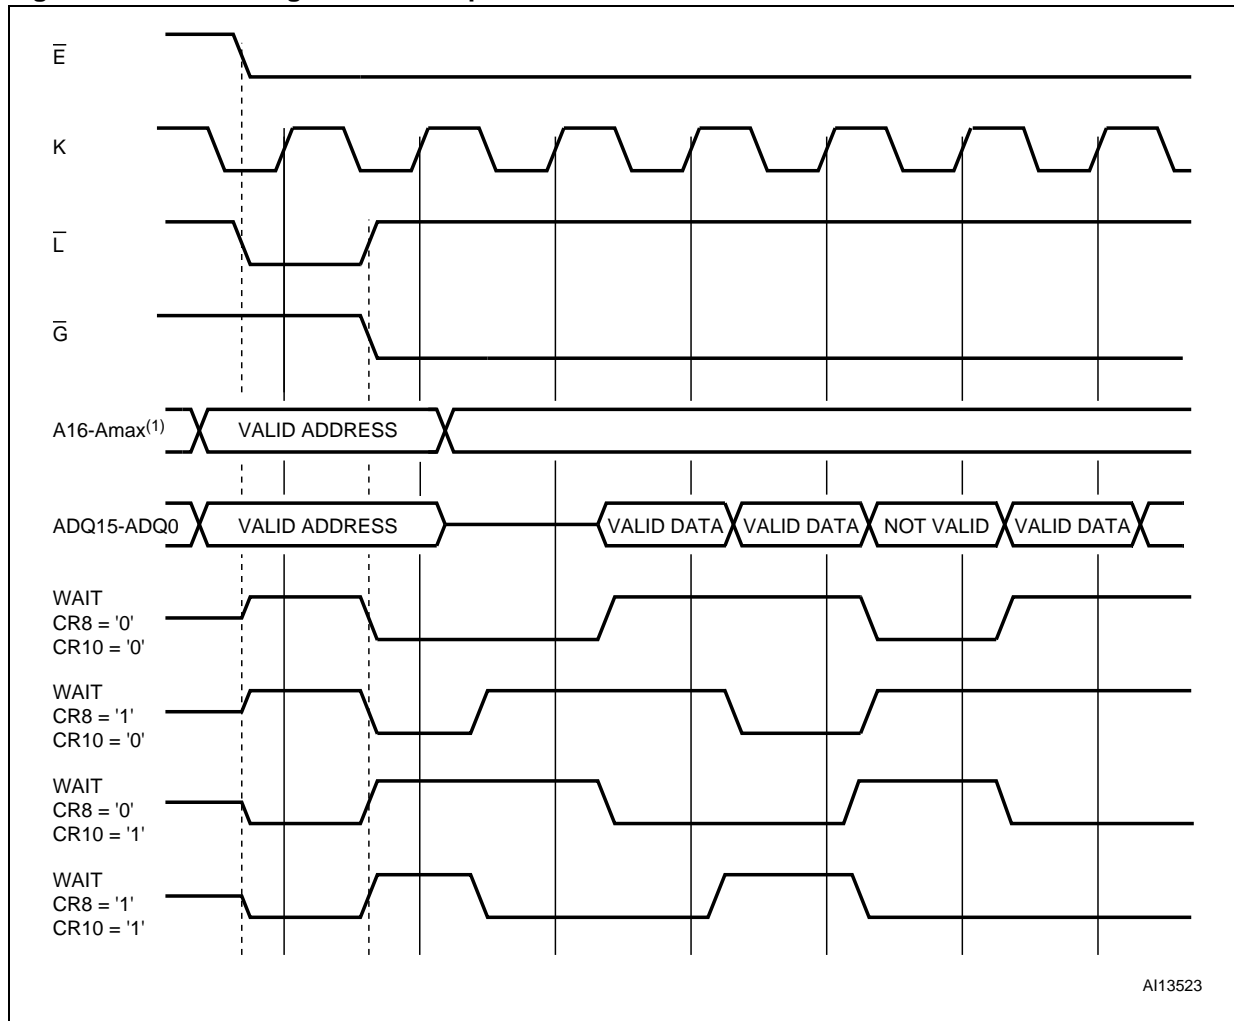 E
K
L
G
A16-Amax(1) VALID ADDRESS
ADQ15-ADQ0 VALID ADDRESS VALID DATA VALID DATA NOT VALID VALID DATA
WAIT
CR8 = '0'
CR10 = '0'
WAIT
CR8 = '1'
CR10 = '0'
WAIT
CR8 = '0'
CR10 = '1'
WAIT
CR8 = '1'
CR10 = '1'
AI13523